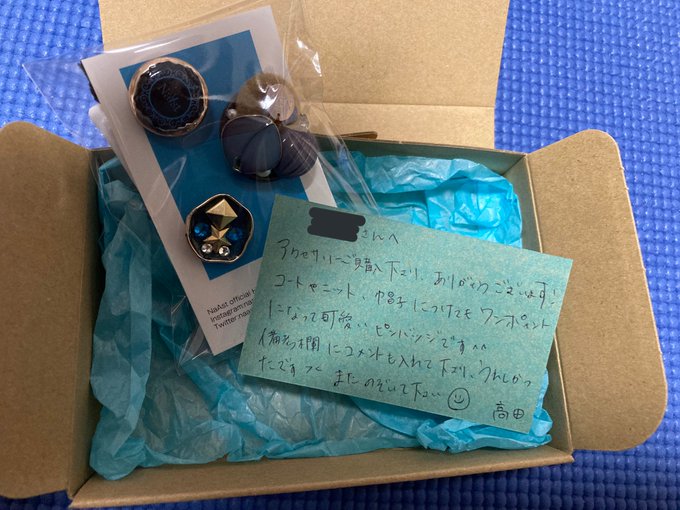 NaAst official
Instagram:na
Twitter:naa
さんへ
アクセサリーご購入下さり、ありがとうございます!
コートやニット、帽子につけてもワンポイント
になって可愛いピンバッジです^^
備考欄にコメントも入れて下さり、うれしかっ
たです>< またのぞいて下さい
高田